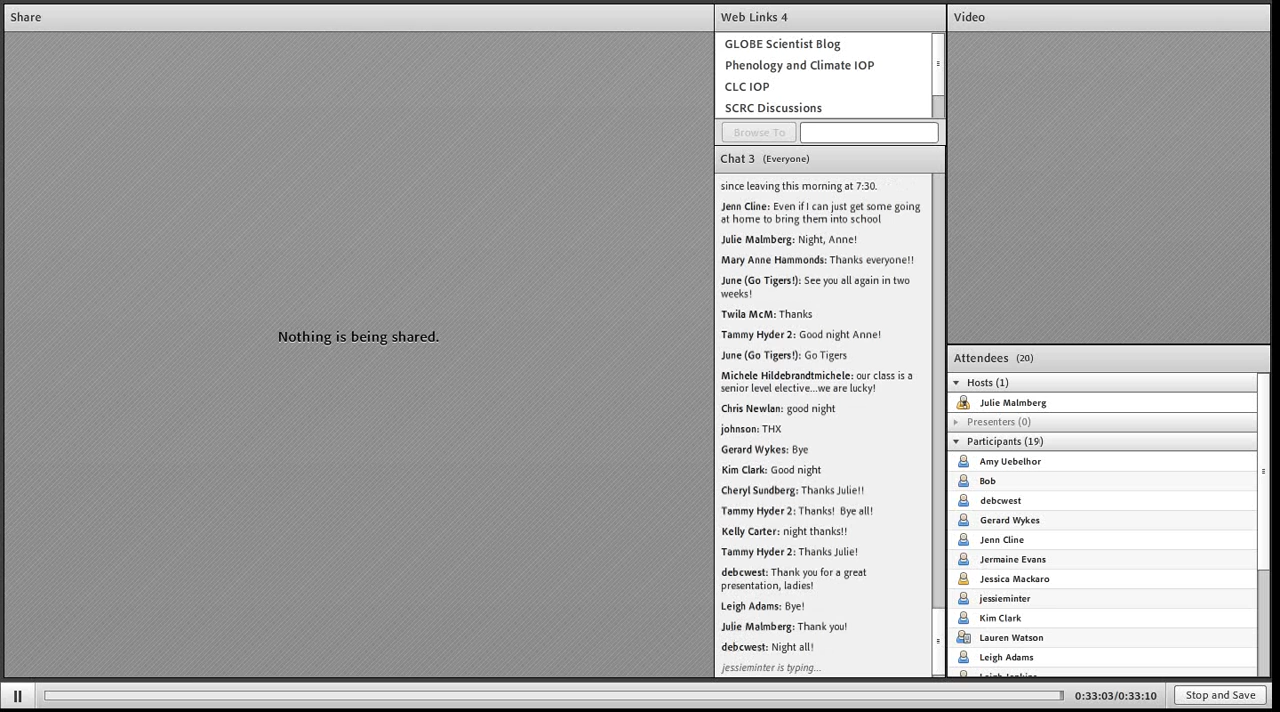 Share
Nothing is being shared.
Web Links 4
GLOBE Scientist Blog
Phenology and Climate IOP
CLC IOP
SCRC Discussions
Browse To
Chat 3 (Everyone)
since leaving this morning at 7:30.
Jenn Cline: Even if I can just get some going
at home to bring them into school
Julie Malmberg: Night, Anne!
Mary Anne Hammonds: Thanks everyone!!
June (Go Tigers!): See you all again in two
weeks!
Twila McM: Thanks
Tammy Hyder 2: Good night Anne!
June (Go Tigers!): Go Tigers
Michele Hildebrandtmichele: our class is a
senior level elective...we are lucky!
Chris Newlan: good night
johnson: THX
Gerard Wykes: Bye
Kim Clark: Good night
Cheryl Sundberg: Thanks Julie!!
Tammy Hyder 2: Thanks! Bye all!
Kelly Carter: night thanks!!
Tammy Hyder 2: Thanks Julie!
debcwest: Thank you for a great
presentation, ladies!
Leigh Adams: Bye!
Julie Malmberg: Thank you!
debcwest: Night all!
jessieminter is typing...
Video
Attendees (20)
Hosts (1)
Julie Malmberg
Presenters (0)
Participants (19)
Amy Uebelhor
Bob
debcwest
Gerard Wykes
Jenn Cline
Jermaine Evans
Jessica Mackaro
jessieminter
Kim Clark
Lauren Watson
Leigh Adams
Leigh Jenkins
0:33:03/0:33:10
Stop and Save